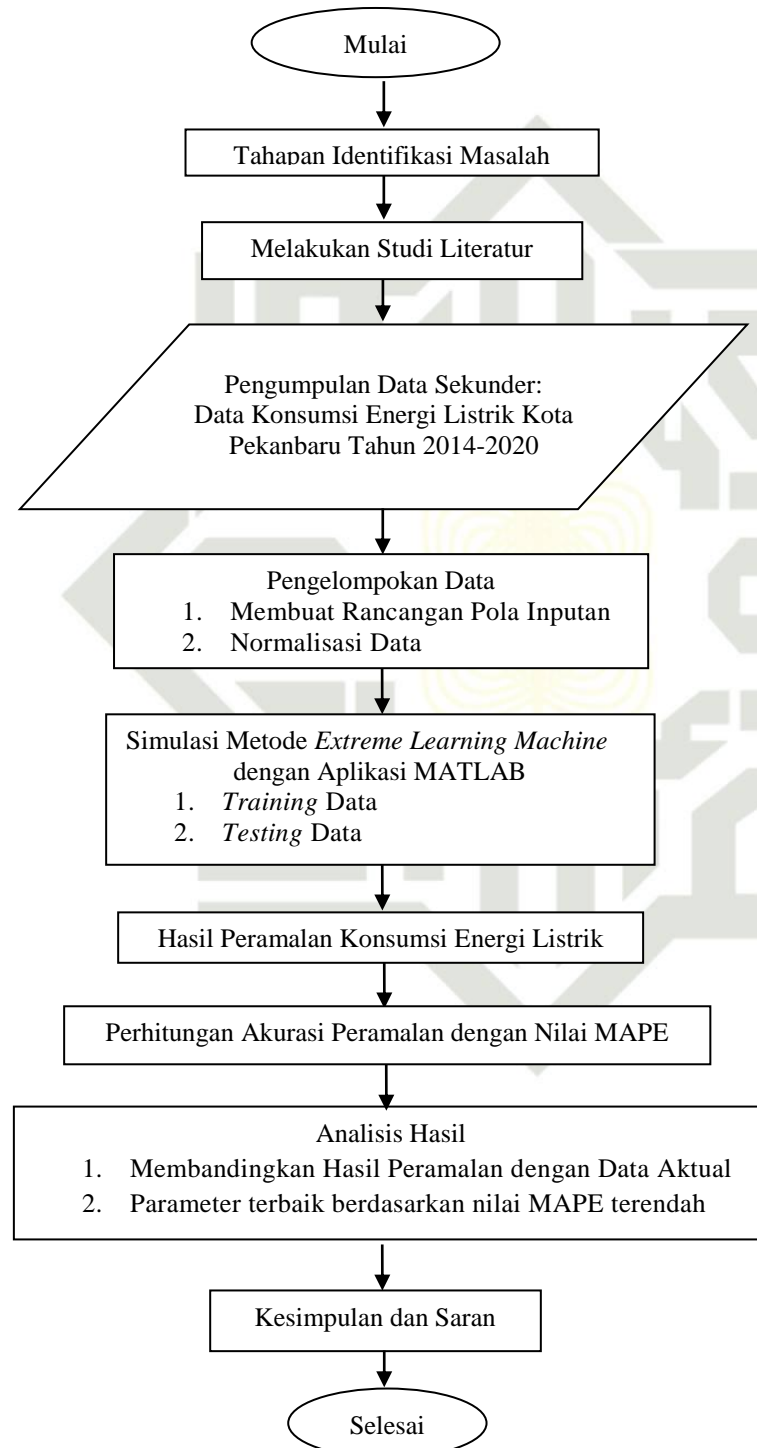 Mulai
Tahapan Identifikasi Masalah
Melakukan Studi Literatur
Pengumpulan Data Sekunder:
Data Konsumsi Energi Listrik Kota
Pekanbaru Tahun 2014-2020
Pengelompokan Data
1. Membuat Rancangan Pola Inputan
2. Normalisasi Data
Simulasi Metode Extreme Learning Machine
dengan Aplikasi MATLAB
1. Training Data
2. Testing Data
Hasil Peramalan Konsumsi Energi Listrik
Perhitungan Akurasi Peramalan dengan Nilai MAPE
Analisis Hasil
1. Membandingkan Hasil Peramalan dengan Data Aktual
2. Parameter terbaik berdasarkan nilai MAPE terendah
Kesimpulan dan Saran
Selesai